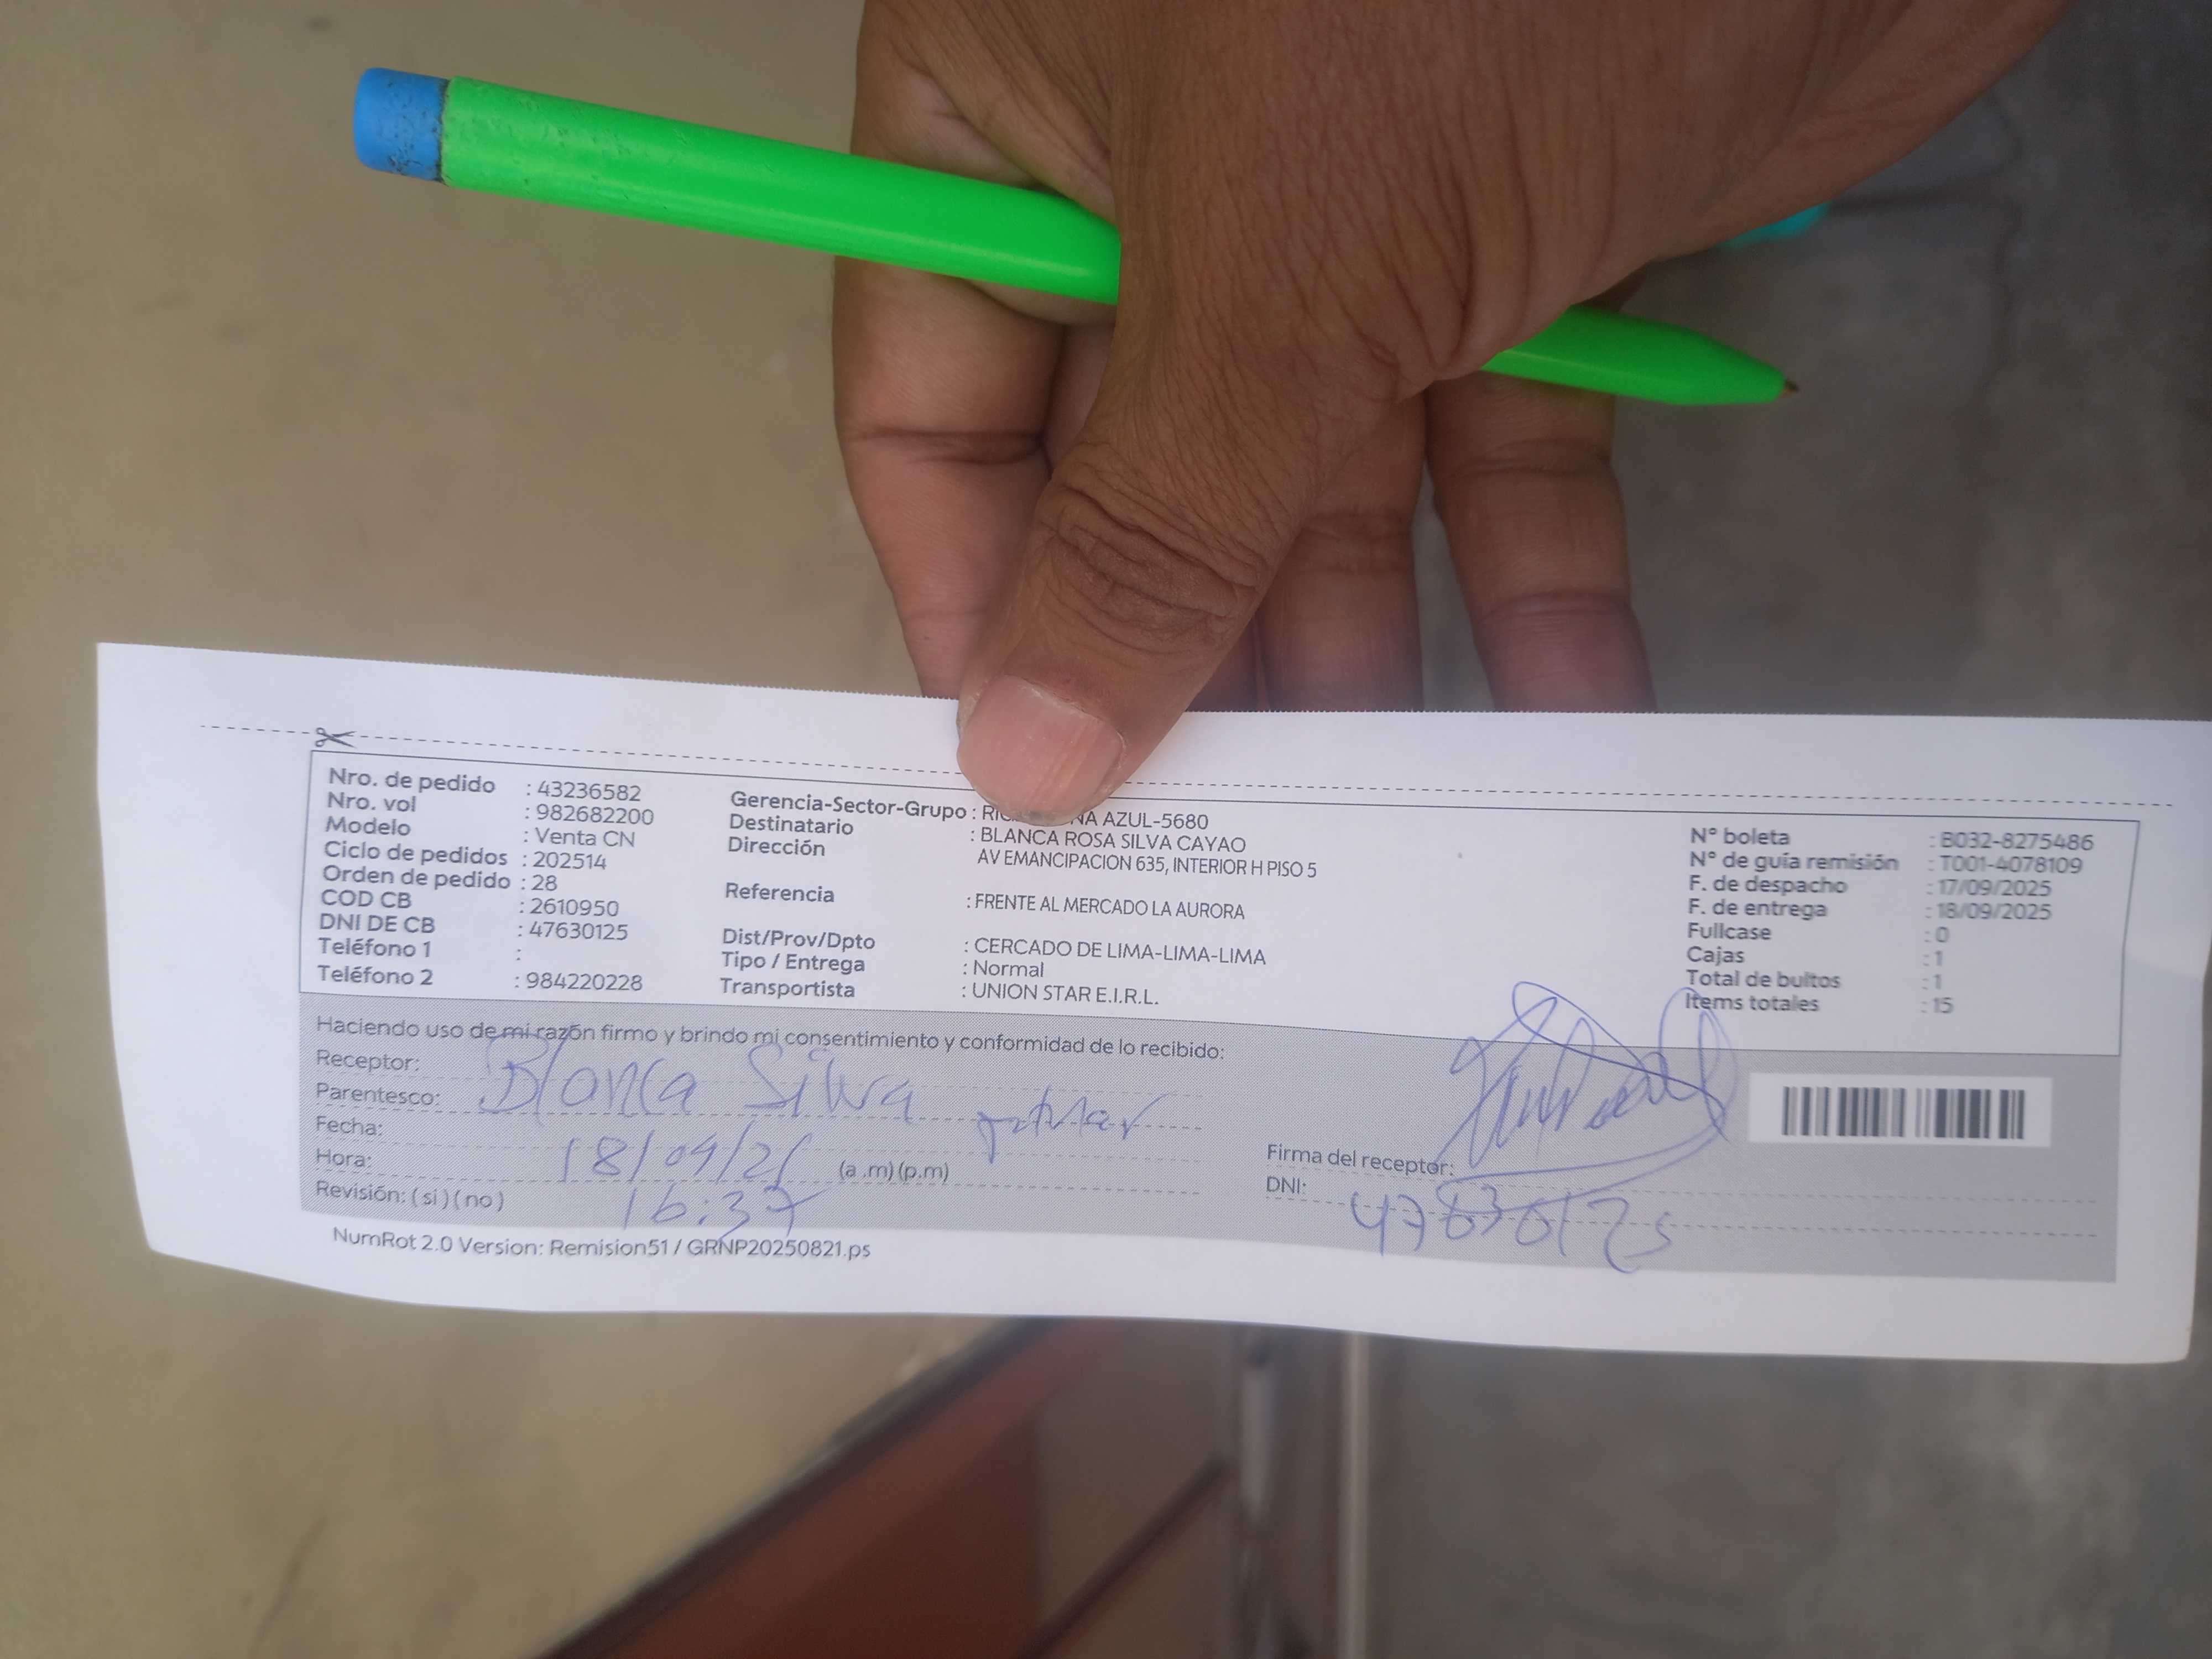 Nro. de pedido : 43236582
Nro. vol : 982682200
Modelo : Venta CN
Ciclo de pedidos : 202514
Orden de pedido : 28
COD CB : 2610950
DNI DE CB : 47630125
Teléfono 1 :
Teléfono 2 : 984220228
Gerencia-Sector-Grupo : AZUL-5680
Destinatario : BLANCA ROSA SILVA CAYAO
Dirección AV EMANCIPACION 635, INTERIOR H PISO 5
Referencia : FRENTE AL MERCADO LA AURORA
Dist/Prov/Dpto : CERCADO DE LIMA-LIMA-LIMA
Tipo / Entrega : Normal
Transportista : UNION STAR E.I.R.L.
N° boleta : B032-8275486
N° de guía remisión : T001-4078109
F. de despacho : 17/09/2025
F. de entrega : 18/09/2025
Fullcase : 0
Cajas : 1
Total de bultos : 1
Items totales : 15
Haciendo uso de mi razón firmo y brindo mi consentimiento y conformidad de lo recibido:
Receptor: Blanca Silva
Parentesco:
Fecha: 18/09/25
Hora: 16:37 (a .m) (p.m)
Revisión: ( si ) ( no )
Firma del receptor:
DNI: 47630125
NumRot 2.0 Version: Remision51 / GRNP20250821.ps